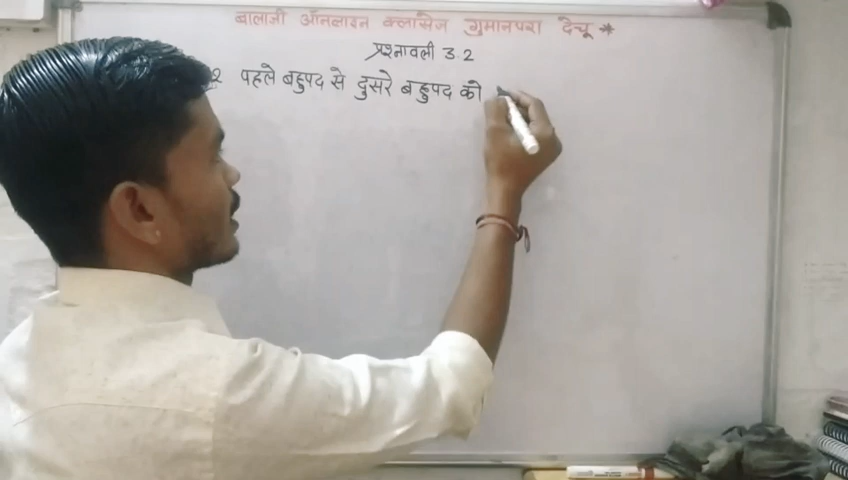 बालाजी ऑनलाइन क्लासेज गुमानपुरा देचू *
प्रश्नावली 3.2
2 पहले बहुपद से दुसरे बहुपद को